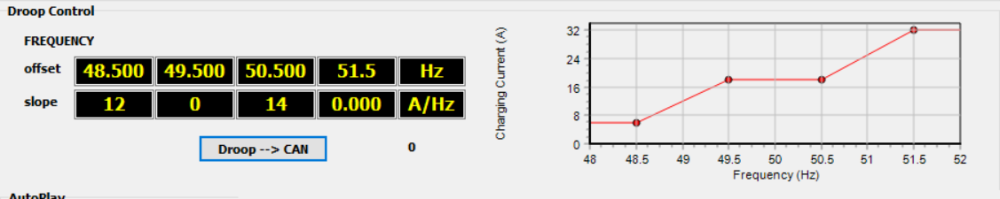 Droop Control
FREQUENCY
offset 48.500 49.500 50.500 51.5 Hz
slope 12 0 14 0.000 A/Hz
Droop --> CAN 0
Charging Current (A)
32
24
16
8
0
48 48.5 49 49.5 50 50.5 51 51.5 52
Frequency (Hz)
AutoPlay